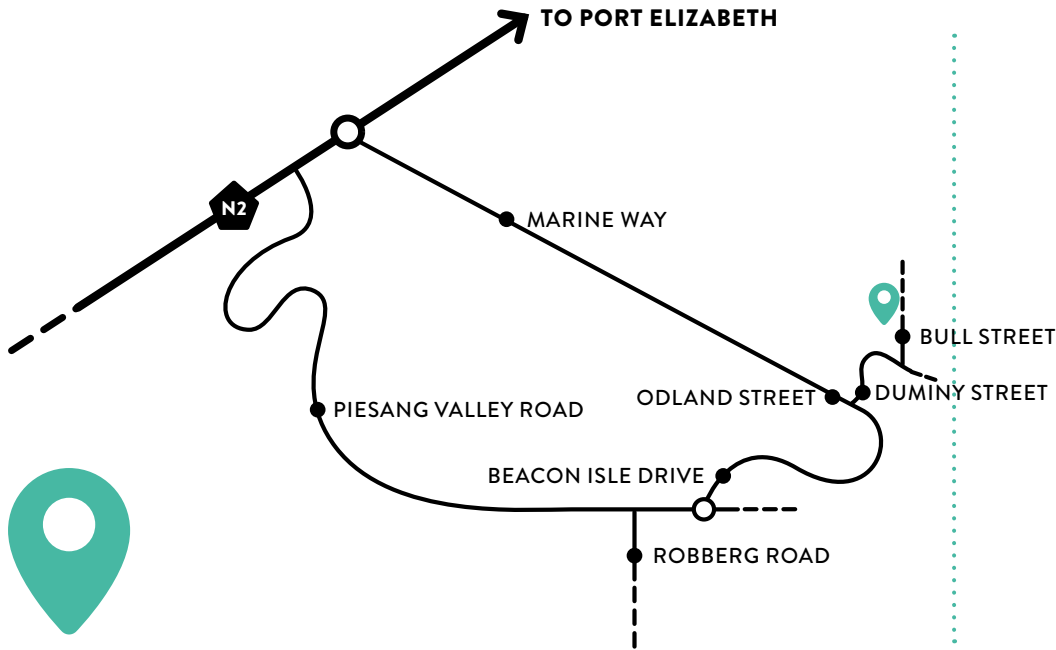 TO PORT ELIZABETH
N2
MARINE WAY
BULL STREET
ODLAND STREET
DUMINY STREET
PIESANG VALLEY ROAD
BEACON ISLE DRIVE
ROBBERG ROAD